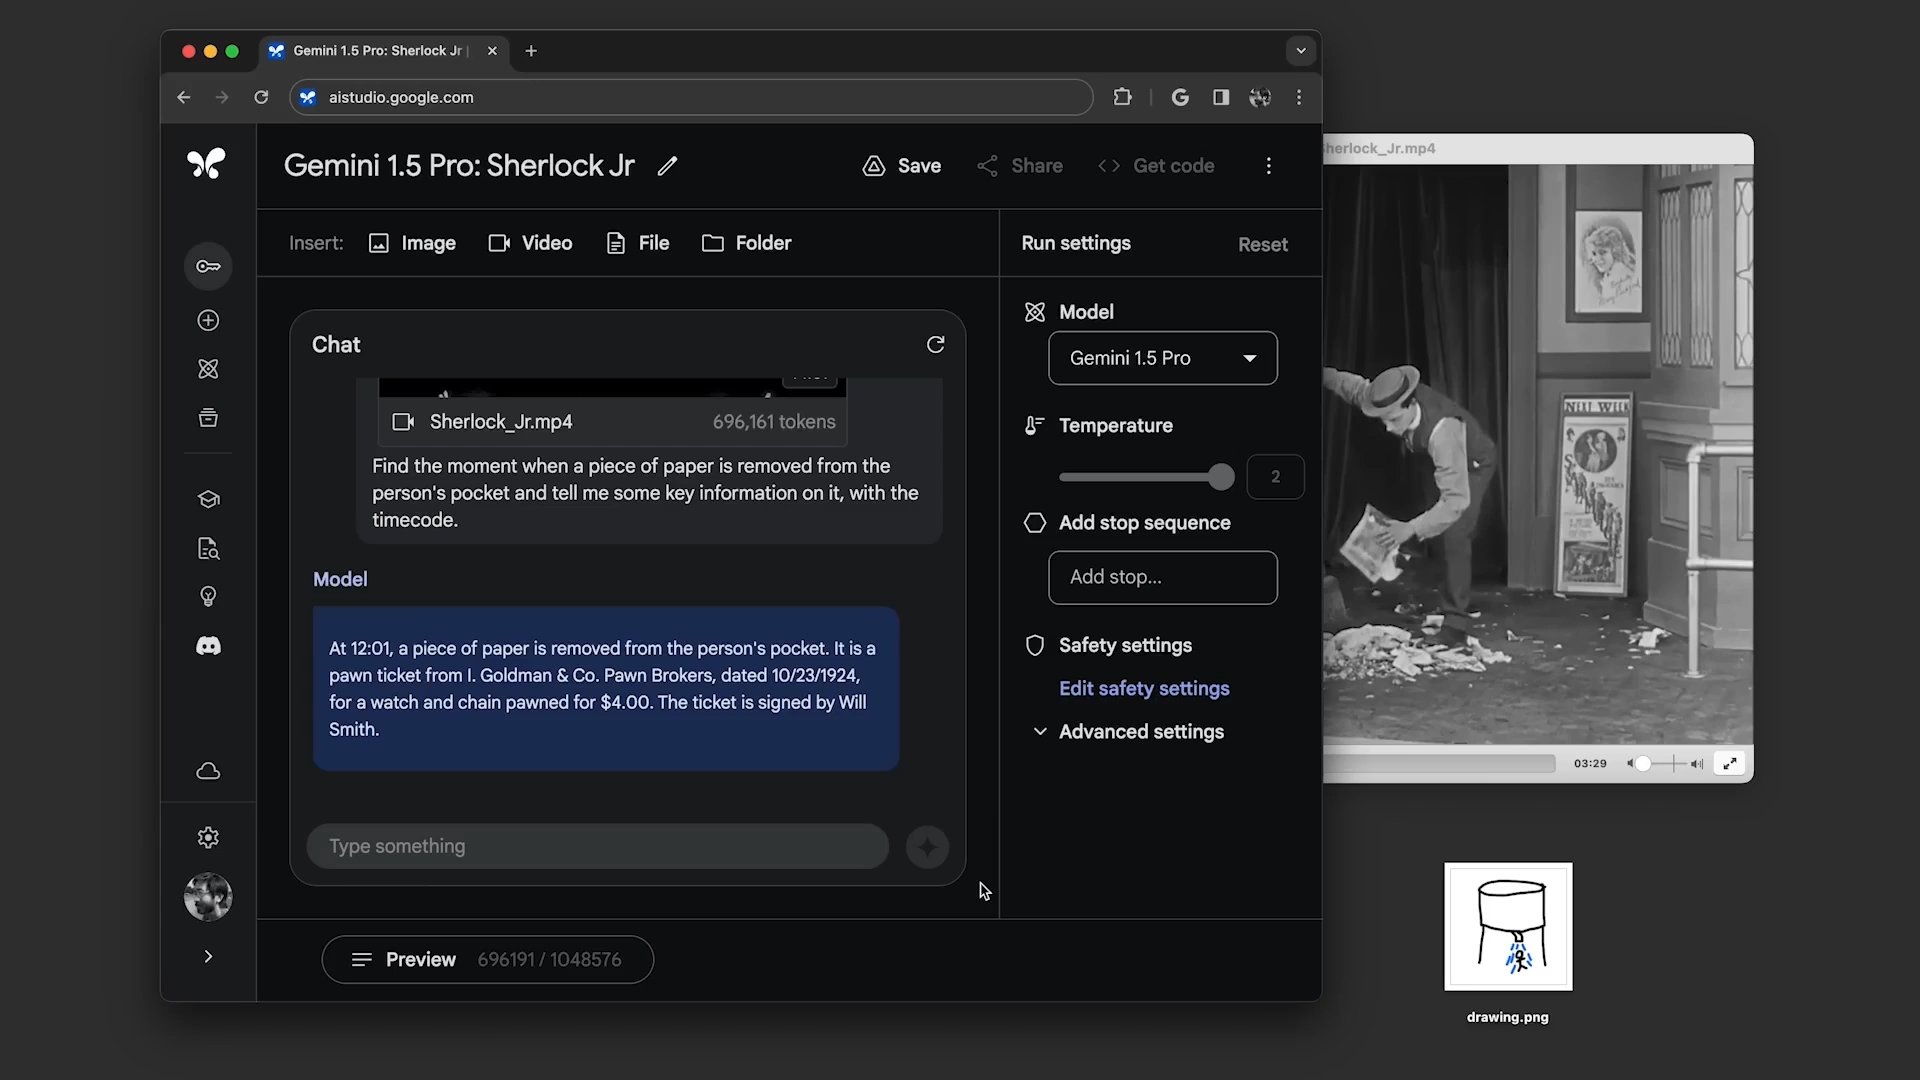 Gemini 1.5 Pro: Sherlock Jr
aistudio.google.com
Gemini 1.5 Pro: Sherlock Jr
Save
Share
Get code
Insert:
Image
Video
File
Folder
Run settings
Reset
Chat
Sherlock_Jr.mp4
696,161 tokens
Find the moment when a piece of paper is removed from the
person's pocket and tell me some key information on it, with the
timecode.
Model
At 12:01, a piece of paper is removed from the person's pocket. It is a
pawn ticket from I. Goldman & Co. Pawn Brokers, dated 10/23/1924,
for a watch and chain pawned for $4.00. The ticket is signed by Will
Smith.
Type something
Preview
696191 / 1048576
Model
Gemini 1.5 Pro
Temperature
2
Add stop sequence
Add stop...
Safety settings
Edit safety settings
Advanced settings
herlock_Jr.mp4
NEXT WEEK
03:29
drawing.png